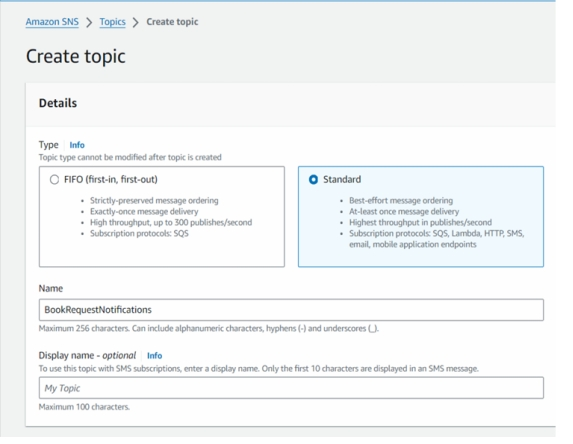 Amazon SNS > Topics > Create topic
Create topic
Details
Type Info
Topic type cannot be modified after topic is created
FIFO (first-in, first-out)
• Strictly-preserved message ordering
• Exactly-once message delivery
• High throughput, up to 300 publishes/second
• Subscription protocols: SQS
Standard
• Best-effort message ordering
• At-least once message delivery
• Highest throughput in publishes/second
• Subscription protocols: SQS, Lambda, HTTP, SMS,
email, mobile application endpoints
Name
BookRequestNotifications
Maximum 256 characters. Can include alphanumeric characters, hyphens (-) and underscores (_).
Display name - optional Info
To use this topic with SMS subscriptions, enter a display name. Only the first 10 characters are displayed in an SMS message.
My Topic
Maximum 100 characters.